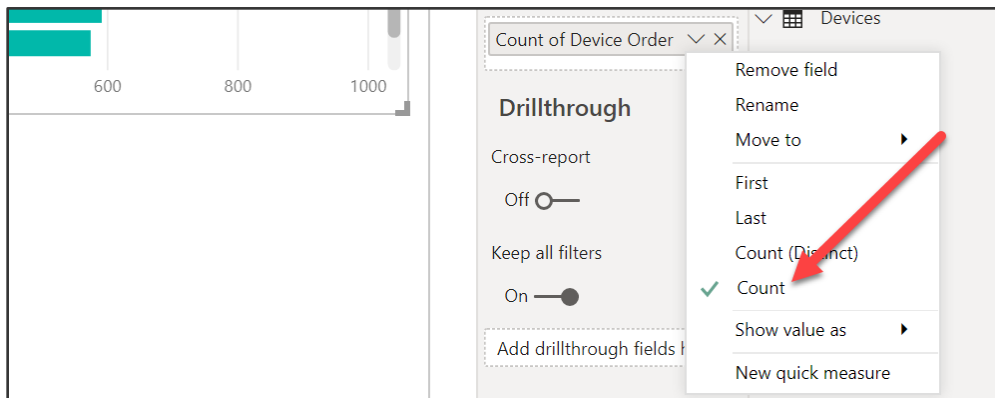 600 800 1000
Count of Device Order
Drillthrough
Cross-report
Off
Keep all filters
On
Add drillthrough fields
Devices
Remove field
Rename
Move to
First
Last
Count (Distinct)
Count
Show value as
New quick measure